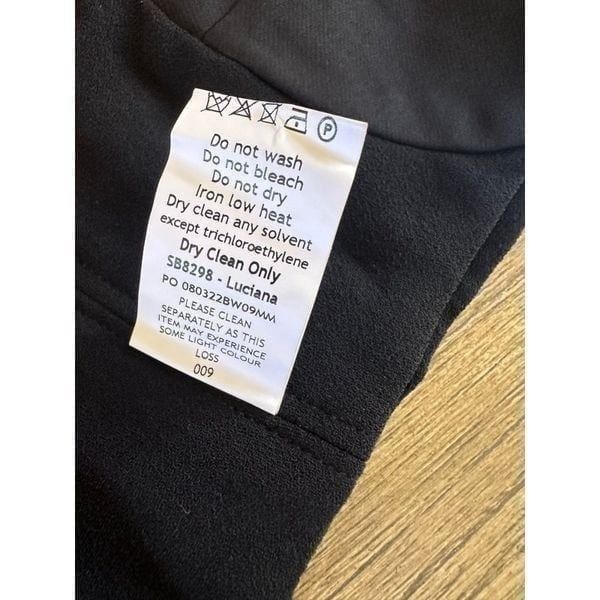 P
Do not wash
Do not bleach
Do not dry
Iron low heat
Dry clean any solvent
except trichloroethylene
Dry Clean Only
SB8298 - Luciana
PO 080322BW09MM
PLEASE CLEAN
SEPARATELY AS THIS
ITEM MAY EXPERIENCE
SOME LIGHT COLOUR
LOSS
009